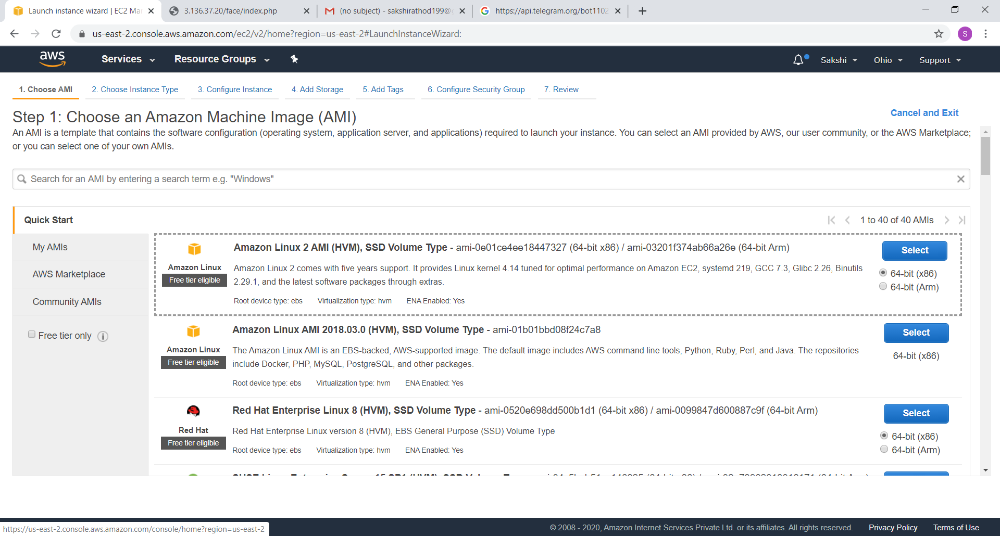 Launch instance wizard | EC2 Ma
3.136.37.20/face/index.php
(no subject) - sakshirathod199@
https://api.telegram.org/bot1102
us-east-2.console.aws.amazon.com/ec2/v2/home?region=us-east-2#LaunchInstanceWizard:
S
aws
Services
Resource Groups
Sakshi
Ohio
Support
1. Choose AMI
2. Choose Instance Type
3. Configure Instance
4. Add Storage
5. Add Tags
6. Configure Security Group
7. Review
Step 1: Choose an Amazon Machine Image (AMI)
Cancel and Exit
An AMI is a template that contains the software configuration (operating system, application server, and applications) required to launch your instance. You can select an AMI provided by AWS, our user community, or the AWS Marketplace;
or you can select one of your own AMIs.
Search for an AMI by entering a search term e.g. "Windows"
Quick Start
My AMIs
AWS Marketplace
Community AMIs
Free tier only
1 to 40 of 40 AMIs
Amazon Linux
Free tier eligible
Amazon Linux 2 AMI (HVM), SSD Volume Type - ami-0e01ce4ee18447327 (64-bit x86) / ami-03201f374ab66a26e (64-bit Arm)
Amazon Linux 2 comes with five years support. It provides Linux kernel 4.14 tuned for optimal performance on Amazon EC2, systemd 219, GCC 7.3, Glibc 2.26, Binutils
2.29.1, and the latest software packages through extras.
Root device type: ebs Virtualization type: hvm ENA Enabled: Yes
Select
64-bit (x86)
64-bit (Arm)
Amazon Linux
Free tier eligible
Amazon Linux AMI 2018.03.0 (HVM), SSD Volume Type - ami-01b01bbd08f24c7a8
The Amazon Linux AMI is an EBS-backed, AWS-supported image. The default image includes AWS command line tools, Python, Ruby, Perl, and Java. The repositories
include Docker, PHP, MySQL, PostgreSQL, and other packages.
Root device type: ebs Virtualization type: hvm ENA Enabled: Yes
Select
64-bit (x86)
Red Hat
Free tier eligible
Red Hat Enterprise Linux 8 (HVM), SSD Volume Type - ami-0520e698dd500b1d1 (64-bit x86) / ami-0099847d600887c9f (64-bit Arm)
Red Hat Enterprise Linux version 8 (HVM), EBS General Purpose (SSD) Volume Type
Root device type: ebs Virtualization type: hvm ENA Enabled: Yes
Select
64-bit (x86)
64-bit (Arm)
https://us-east-2.console.aws.amazon.com/console/home?region=us-east-2
© 2008 - 2020, Amazon Internet Services Private Ltd. or its affiliates. All rights reserved.
Privacy Policy
Terms of Use